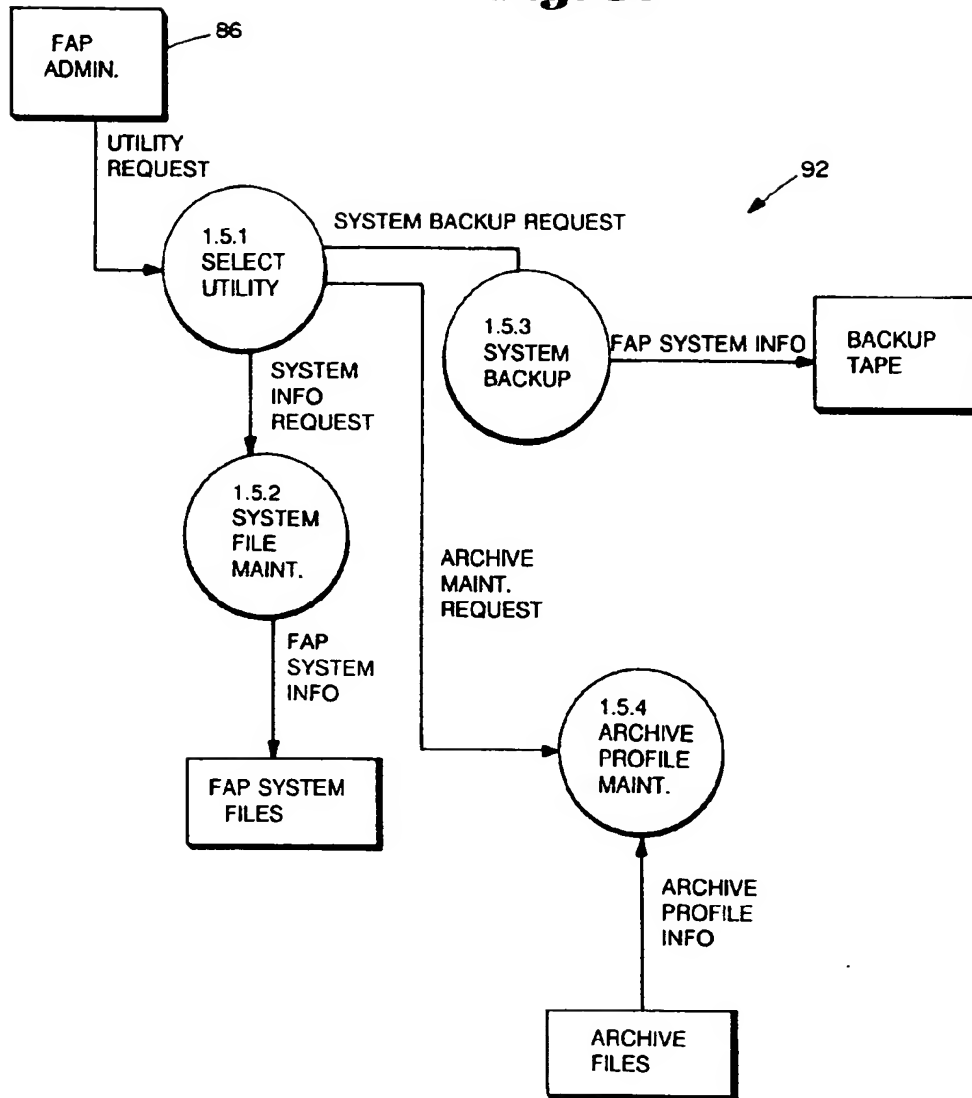 FAP
ADMIN.
86
UTILITY
REQUEST
92
1.5.1
SELECT
UTILITY
SYSTEM BACKUP REQUEST
1.5.3
SYSTEM
BACKUP
FAP SYSTEM INFO
BACKUP
TAPE
SYSTEM
INFO
REQUEST
1.5.2
SYSTEM
FILE
MAINT.
ARCHIVE
MAINT.
REQUEST
FAP
SYSTEM
INFO
FAP SYSTEM
FILES
1.5.4
ARCHIVE
PROFILE
MAINT.
ARCHIVE
PROFILE
INFO
ARCHIVE
FILES